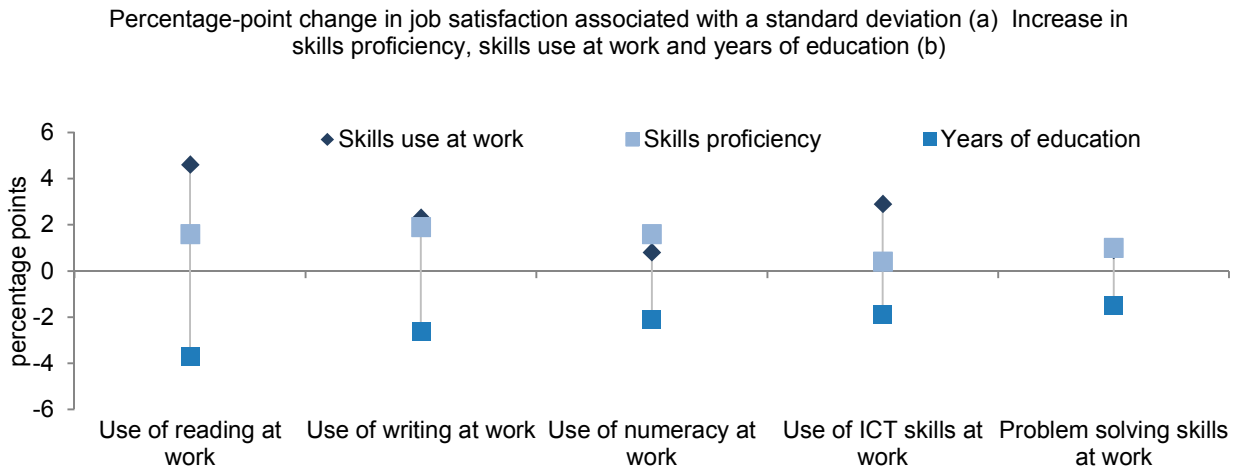 Percentage-point change in job satisfaction associated with a standard deviation (a) Increase in
skills proficiency, skills use at work and years of education (b)
Skills use at work
Skills proficiency
Years of education
percentage points
6
4
2
0
-2
-4
-6
Use of reading at
work
Use of writing at work
Use of numeracy at
work
Use of ICT skills at
work
Problem solving skills
at work